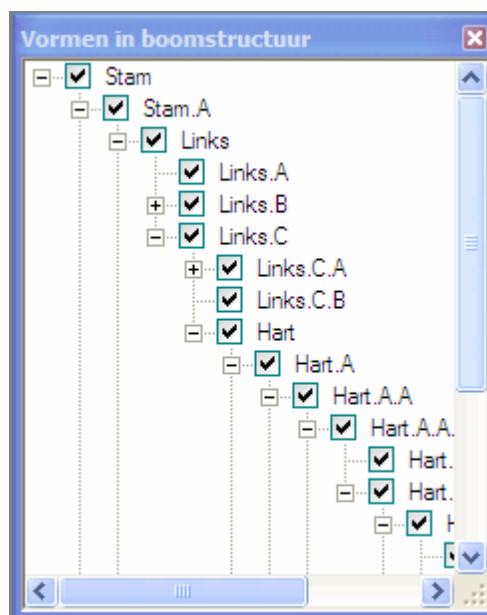 Vormen in boomstructuur
Stam
Stam.A
Links
Links.A
Links.B
Links.C
Links.C.A
Links.C.B
Hart
Hart.A
Hart.A.A
Hart.A.A.
Hart.
Hart.
H